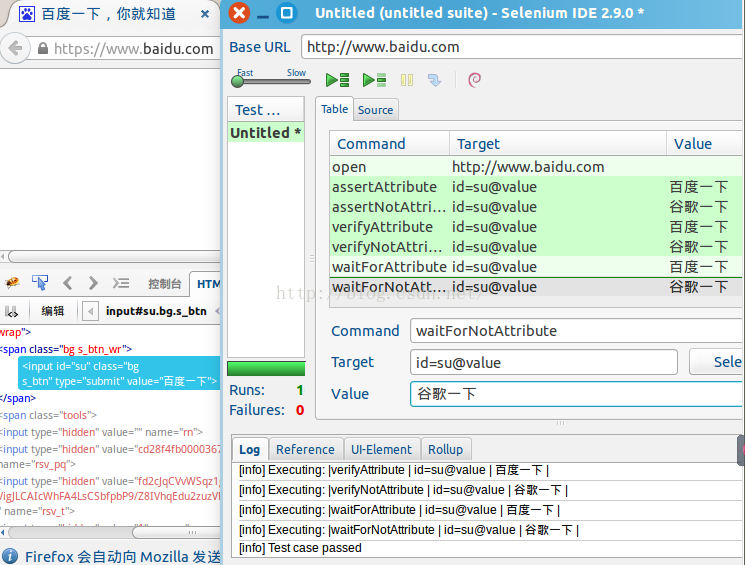 百度一下，你就知道
https://www.baidu.com
Untitled (untitled suite) - Selenium IDE 2.9.0 *
Base URL http://www.baidu.com
Fast Slow
Test ...
Untitled *
Table Source
Command Target Value
open http://www.baidu.com
assertAttribute id=su@value 百度一下
assertNotAttri... id=su@value 谷歌一下
verifyAttribute id=su@value 百度一下
verifyNotAttri... id=su@value 谷歌一下
waitForAttribute id=su@value 百度一下
waitForNotAtt... id=su@value 谷歌一下
http://blog.csdn.net/
Command waitForNotAttribute
Target id=su@value Sele
Value 谷歌一下
Runs: 1
Failures: 0
Log Reference UI-Element Rollup
[info] Executing: |verifyAttribute | id=su@value | 百度一下 |
[info] Executing: |verifyNotAttribute | id=su@value | 谷歌一下 |
[info] Executing: |waitForAttribute | id=su@value | 百度一下 |
[info] Executing: |waitForNotAttribute | id=su@value | 谷歌一下 |
[info] Test case passed
控制台 HTM
编辑 input#su.bg.s_btn
wrap">
<span class="bg s_btn_wr">
<input id="su" class="bg
s_btn" type="submit" value="百度一下">
</span>
<span class="tools">
<input type="hidden" value="" name="rn">
<input type="hidden" value="cd28f4fb0000367
name="rsv_pq">
<input type="hidden" value="fd2cJqCVvWSqz1
" name="rsv_t">
Firefox 会自动向 Mozilla 发送